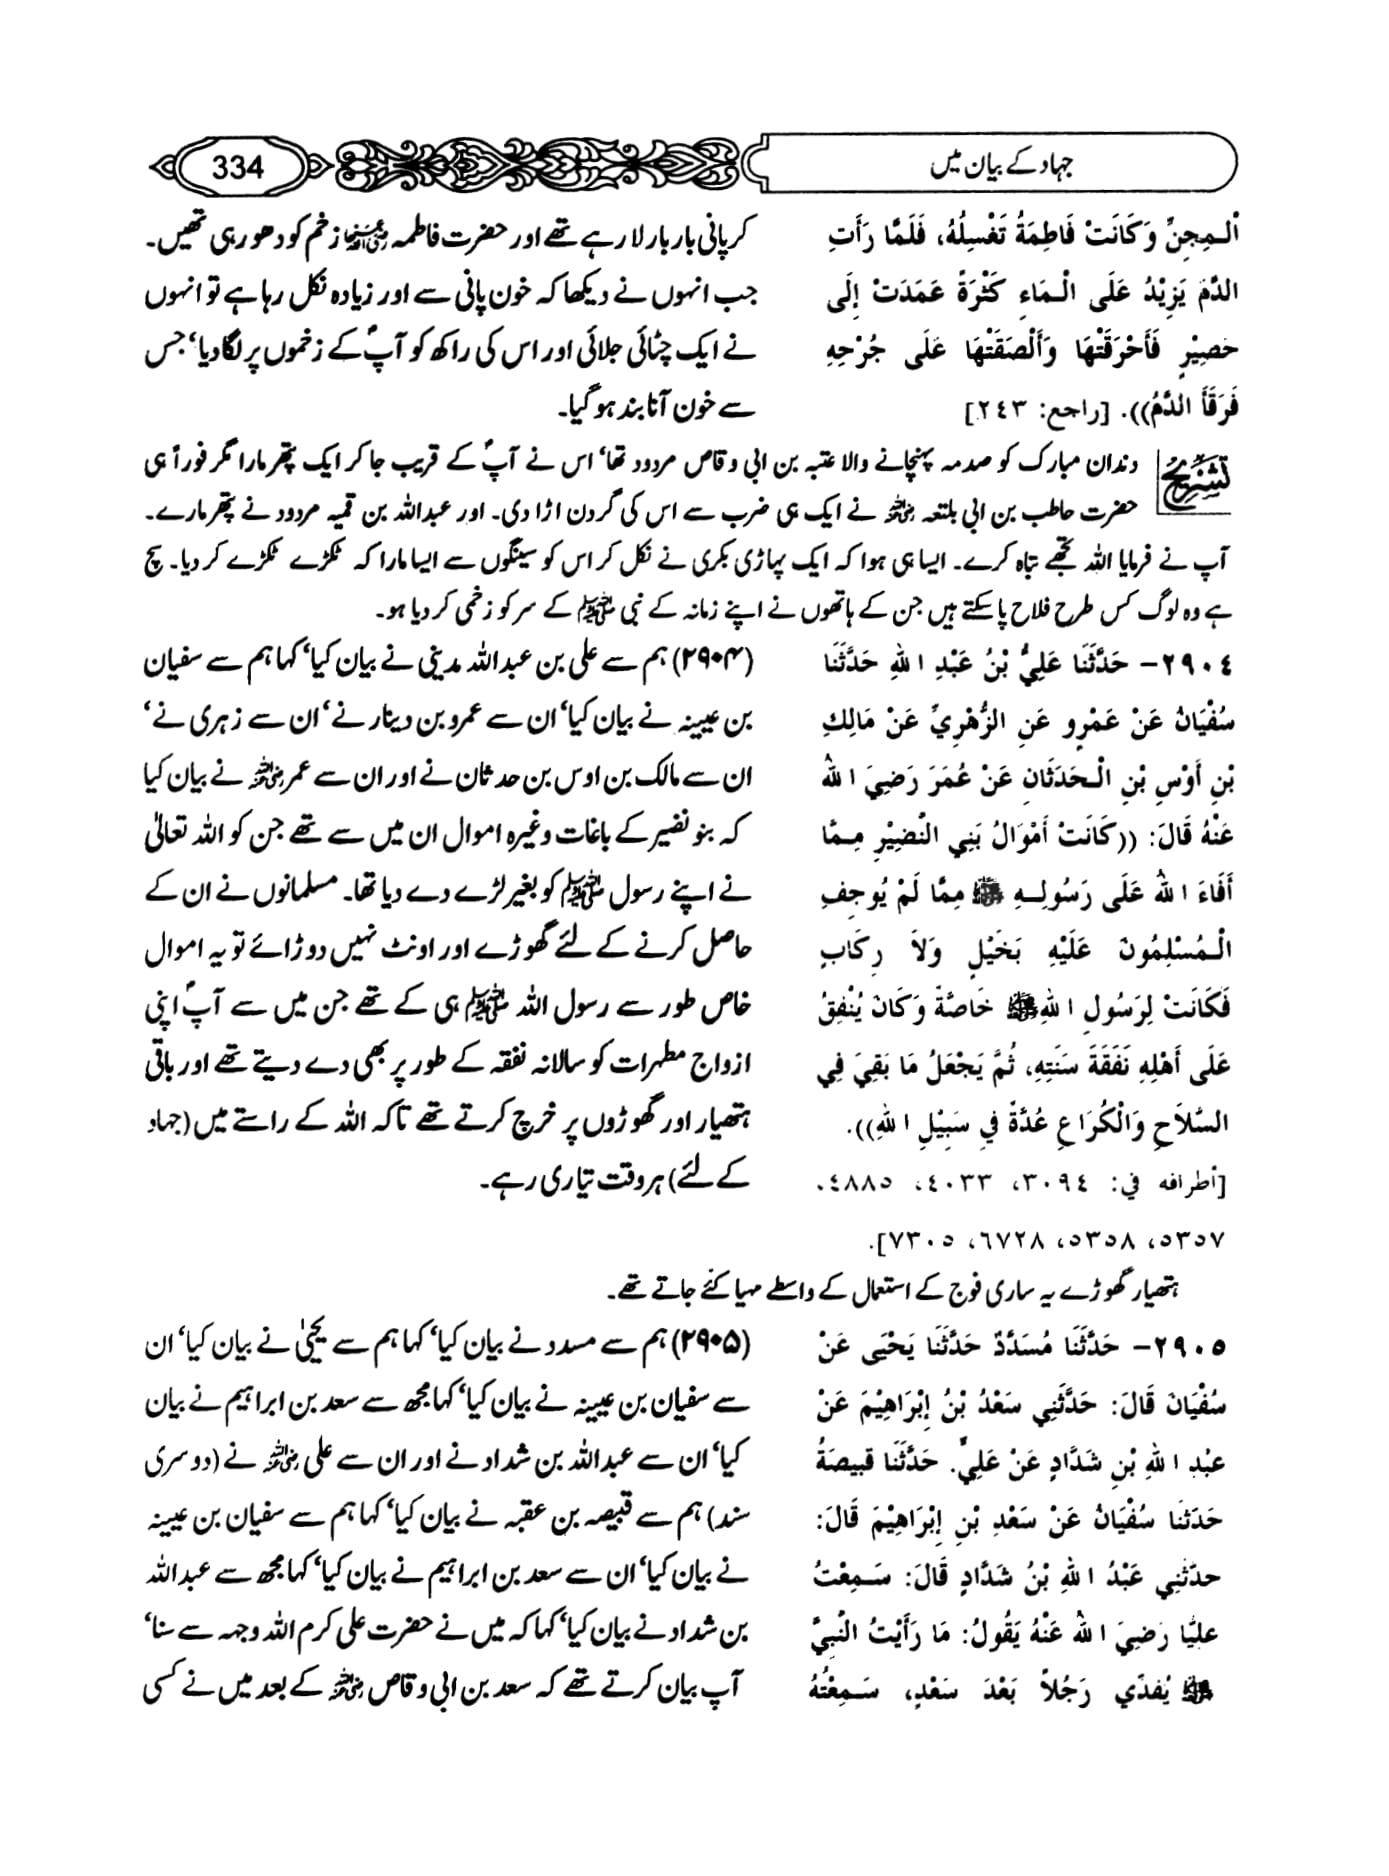 جہاد کے بیان میں
334
الْمِجِنِّ وَكَانَتْ فَاطِمَةُ تَغْسِلُهُ، فَلَمَّا رَأَتِ
الدَّمَ يَزِيْدُ عَلَى الْمَاءِ كَثْرَةً عَمَدَتْ إِلَى
حَصِيْرٍ فَأَحْرَقَتْهَا وَأَلْصَقَتْهَا عَلَى جُرْحِهِ
فَرَقَأَ الدَّمُ)). [راجع: ٢٤٣]
کر پانی بار بار لا رہے تھے اور حضرت فاطمہ رضی اللہ عنہا زخم کو دھو رہی تھیں۔
جب انہوں نے دیکھا کہ خون پانی سے اور زیادہ نکل رہا ہے تو انہوں
نے ایک چٹائی جلائی اور اس کی راکھ کو آپؐ کے زخموں پر لگا دیا‘ جس
سے خون آنا بند ہو گیا۔
تشریح دندان مبارک کو صدمہ پہنچانے والا عتبہ بن ابی وقاص مردود تھا‘ اس نے آپؐ کے قریب جا کر ایک پتھر مارا مگر فوراً ہی
حضرت حاطب بن ابی بلتعہ رضی اللہ عنہ نے ایک ہی ضرب سے اس کی گردن اڑا دی۔ اور عبداللہ بن قمیہ مردود نے پتھر مارے۔
آپ نے فرمایا اللہ تجھے تباہ کرے۔ ایسا ہی ہوا کہ ایک پہاڑی بکری نے نکل کر اس کو سینگوں سے ایسا مارا کہ ٹکڑے ٹکڑے کر دیا۔ سچ
ہے وہ لوگ کس طرح فلاح پا سکتے ہیں جن کے ہاتھوں نے اپنے زمانہ کے نبی ﷺ کے سر کو زخمی کر دیا ہو۔
٢٩٠٤- حَدَّثَنَا عَلِيُّ بْنُ عَبْدِ اللهِ حَدَّثَنَا
سُفْيَانُ عَنْ عَمْرٍو عَنِ الزُّهْرِيِّ عَنْ مَالِكِ
بْنِ أَوْسِ بْنِ الْحَدَثَانِ عَنْ عُمَرَ رَضِيَ اللهُ
عَنْهُ قَالَ: ((كَانَتْ أَمْوَالُ بَنِي النَّضِيْرِ مِمَّا
أَفَاءَ اللهُ عَلَى رَسُولِهِ ﷺ مِمَّا لَمْ يُوجِفِ
الْمُسْلِمُونَ عَلَيْهِ بِخَيْلٍ وَلاَ رِكَابٍ
فَكَانَتْ لِرَسُولِ اللهِ ﷺ خَاصَّةً وَكَانَ يُنْفِقُ
عَلَى أَهْلِهِ نَفَقَةَ سَنَتِهِ، ثُمَّ يَجْعَلُ مَا بَقِيَ فِي
السِّلاَحِ وَالْكُرَاعِ عُدَّةً فِي سَبِيْلِ اللهِ)).
[أطرافه في: ٣٠٩٤، ٤٠٣٣، ٤٨٨٥،
٥٣٥٧، ٥٣٥٨، ٦٧٢٨، ٧٣٠٥].
(۲۹۰۴) ہم سے علی بن عبداللہ مدینی نے بیان کیا‘ کہا ہم سے سفیان
بن عیینہ نے بیان کیا‘ ان سے عمرو بن دینار نے‘ ان سے زہری نے‘
ان سے مالک بن اوس بن حدثان نے اور ان سے عمر رضی اللہ عنہ نے بیان کیا
کہ بنو نضیر کے باغات وغیرہ اموال ان میں سے تھے جن کو اللہ تعالیٰ
نے اپنے رسول ﷺ کو بغیر لڑے دے دیا تھا۔ مسلمانوں نے ان کے
حاصل کرنے کے لئے گھوڑے اور اونٹ نہیں دوڑائے تو یہ اموال
خاص طور سے رسول اللہ ﷺ ہی کے تھے جن میں سے آپؐ اپنی
ازواج مطہرات کو سالانہ نفقہ کے طور پر بھی دے دیتے تھے اور باقی
ہتھیار اور گھوڑوں پر خرچ کرتے تھے تاکہ اللہ کے راستے میں (جہاد
کے لئے) ہر وقت تیاری رہے۔
ہتھیار گھوڑے یہ ساری فوج کے استعمال کے واسطے مہیا کئے جاتے تھے۔
٢٩٠٥- حَدَّثَنَا مُسَدَّدٌ حَدَّثَنَا يَحْيَى عَنْ
سُفْيَانَ قَالَ: حَدَّثَنِي سَعْدُ بْنُ إِبْرَاهِيْمَ عَنْ
عَبْدِ اللهِ بْنِ شَدَّادٍ عَنْ عَلِيٍّ. حَدَّثَنَا قَبِيصَةُ
حَدَّثَنَا سُفْيَانُ عَنْ سَعْدِ بْنِ إِبْرَاهِيْمَ قَالَ:
حَدَّثَنِي عَبْدُ اللهِ بْنُ شَدَّادٍ قَالَ: سَمِعْتُ
عَلِيًّا رَضِيَ اللهُ عَنْهُ يَقُولُ: مَا رَأَيْتُ النَّبِيَّ
ﷺ يُفَدِّي رَجُلاً بَعْدَ سَعْدٍ، سَمِعْتُهُ
(۲۹۰۵) ہم سے مسدد نے بیان کیا‘ کہا ہم سے یحییٰ نے بیان کیا‘ ان
سے سفیان بن عیینہ نے بیان کیا‘ کہا مجھ سے سعد بن ابراہیم نے بیان
کیا‘ ان سے عبداللہ بن شداد نے اور ان سے علی رضی اللہ عنہ نے (دوسری
سند) ہم سے قبیصہ بن عقبہ نے بیان کیا‘ کہا ہم سے سفیان بن عیینہ
نے بیان کیا‘ ان سے سعد بن ابراہیم نے بیان کیا‘ کہا مجھ سے عبداللہ
بن شداد نے بیان کیا‘ کہا کہ میں نے حضرت علی کرم اللہ وجہہ سے سنا‘
آپ بیان کرتے تھے کہ سعد بن ابی وقاص رضی اللہ عنہ کے بعد میں نے کسی